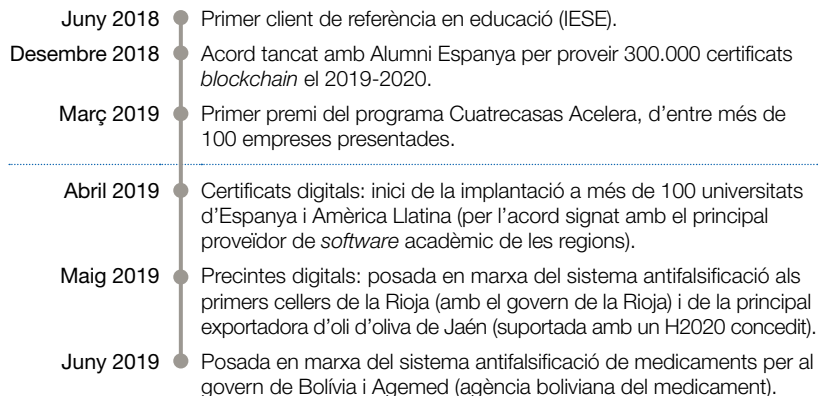 Juny 2018 Primer client de referència en educació (IESE).
Desembre 2018 Acord tancat amb Alumni Espanya per proveir 300.000 certificats
blockchain el 2019-2020.
Març 2019 Primer premi del programa Cuatrecasas Acelera, d’entre més de
100 empreses presentades.
Abril 2019 Certificats digitals: inici de la implantació a més de 100 universitats
d’Espanya i Amèrica Llatina (per l’acord signat amb el principal
proveïdor de software acadèmic de les regions).
Maig 2019 Precintes digitals: posada en marxa del sistema antifalsificació als
primers cellers de la Rioja (amb el govern de la Rioja) i de la principal
exportadora d’oli d’oliva de Jaén (suportada amb un H2020 concedit).
Juny 2019 Posada en marxa del sistema antifalsificació de medicaments per al
govern de Bolívia i Agemed (agència boliviana del medicament).